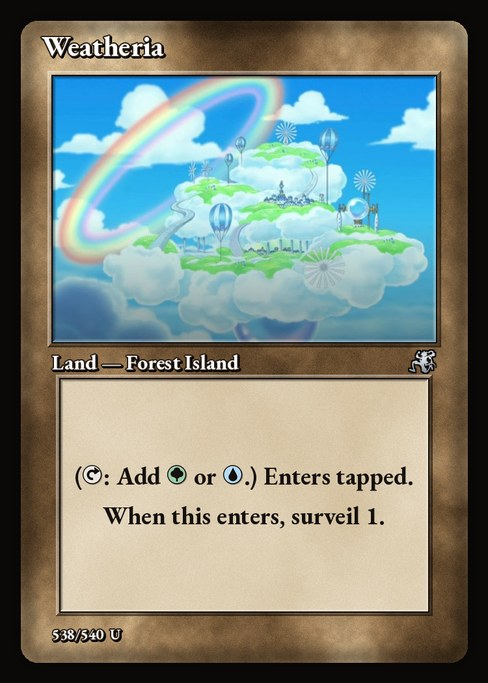 Weatheria
Land — Forest Island
(: Add or .) Enters tapped.
When this enters, surveil 1.
538/540 U